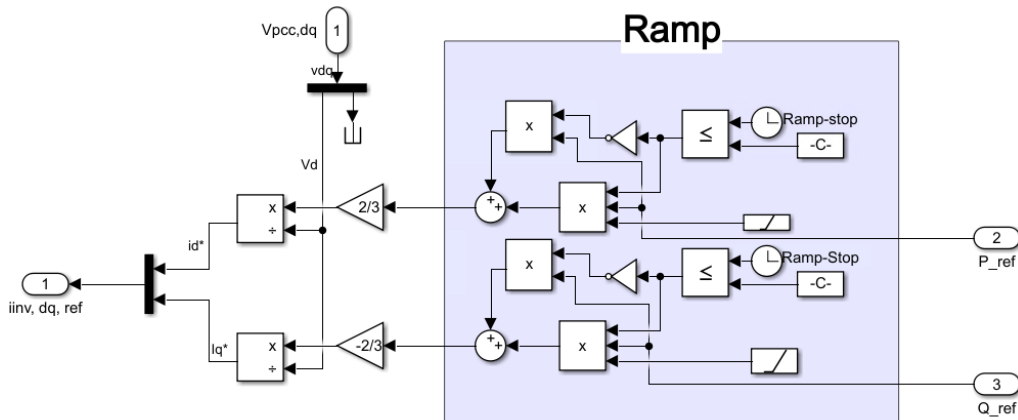 Ramp
1
Vpcc,dq
vdq
x
≤
Ramp-stop
-C-
Vd
x
÷
2/3
+
+
x
2
P_ref
id*
x
≤
Ramp-Stop
-C-
1
iinv, dq, ref
Iq*
x
÷
-2/3
+
+
x
3
Q_ref